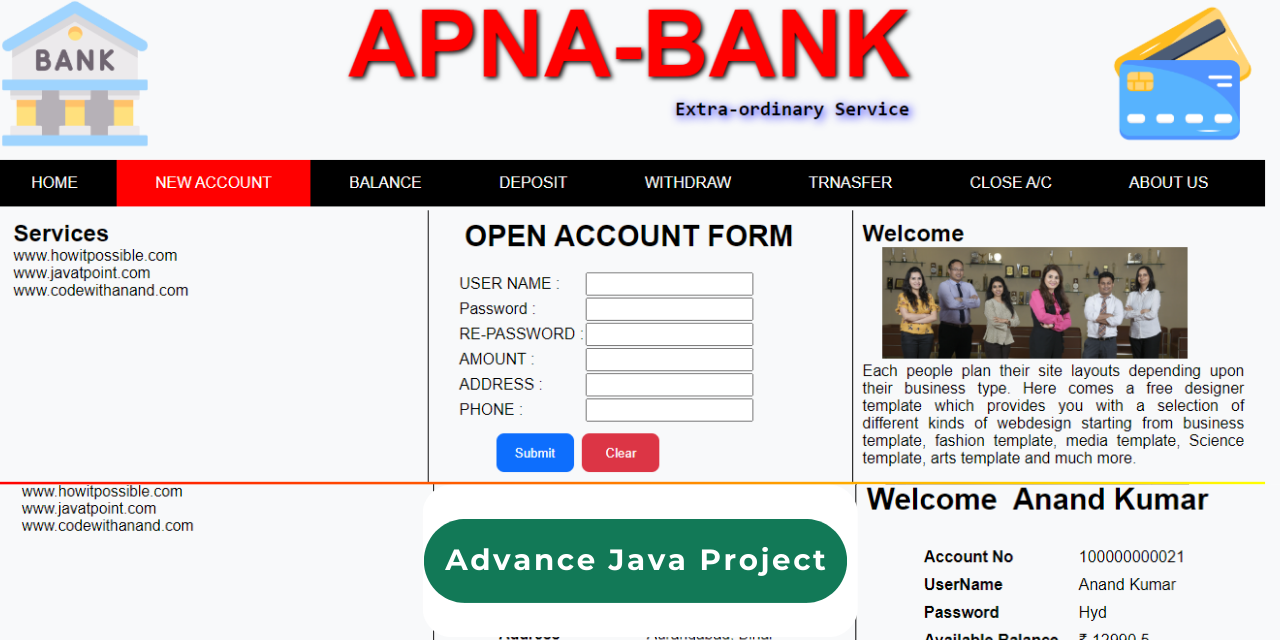 BANK
APNA-BANK
Extra-ordinary Service
HOME NEW ACCOUNT BALANCE DEPOSIT WITHDRAW TRNASFER CLOSE A/C ABOUT US
Services
www.howitpossible.com
www.javatpoint.com
www.codewithanand.com
OPEN ACCOUNT FORM
USER NAME :
Password :
RE-PASSWORD :
AMOUNT :
ADDRESS :
PHONE :
Submit Clear
Welcome
Each people plan their site layouts depending upon
their business type. Here comes a free designer
template which provides you with a selection of
different kinds of webdesign starting from business
template, fashion template, media template, Science
template, arts template and much more.
www.howitpossible.com
www.javatpoint.com
www.codewithanand.com
Advance Java Project
Address Aurangabad, Bihar
Welcome Anand Kumar
Account No 100000000021
UserName Anand Kumar
Password Hyd
Available Balance ₹ 12990.5